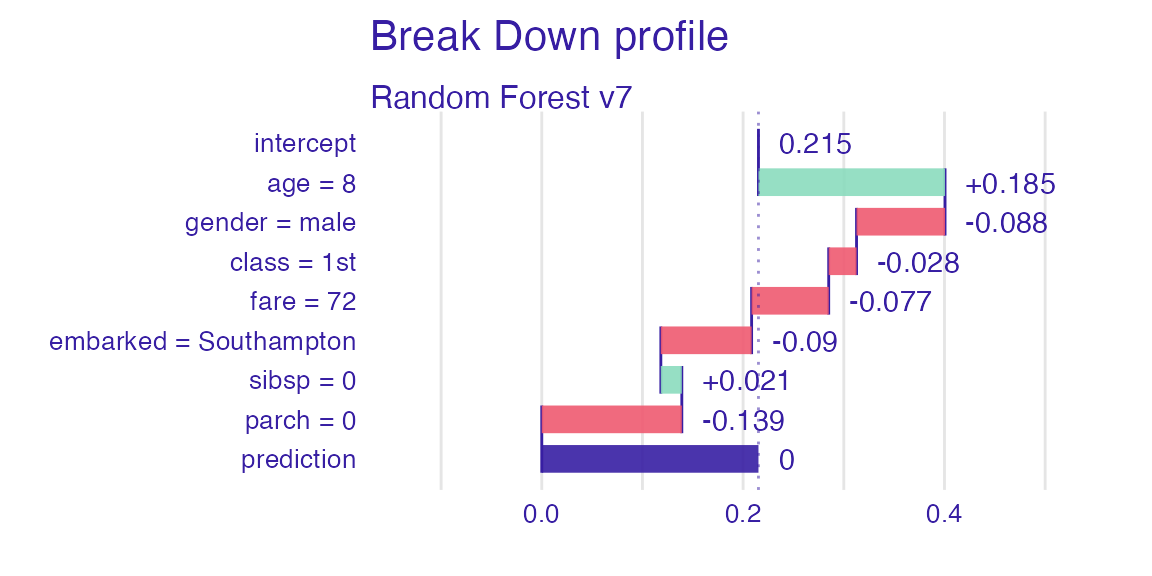 Break Down profile
Random Forest v7
intercept 0.215
age = 8 +0.185
gender = male -0.088
class = 1st -0.028
fare = 72 -0.077
embarked = Southampton -0.09
sibsp = 0 +0.021
parch = 0 -0.139
prediction 0
0.0 0.2 0.4